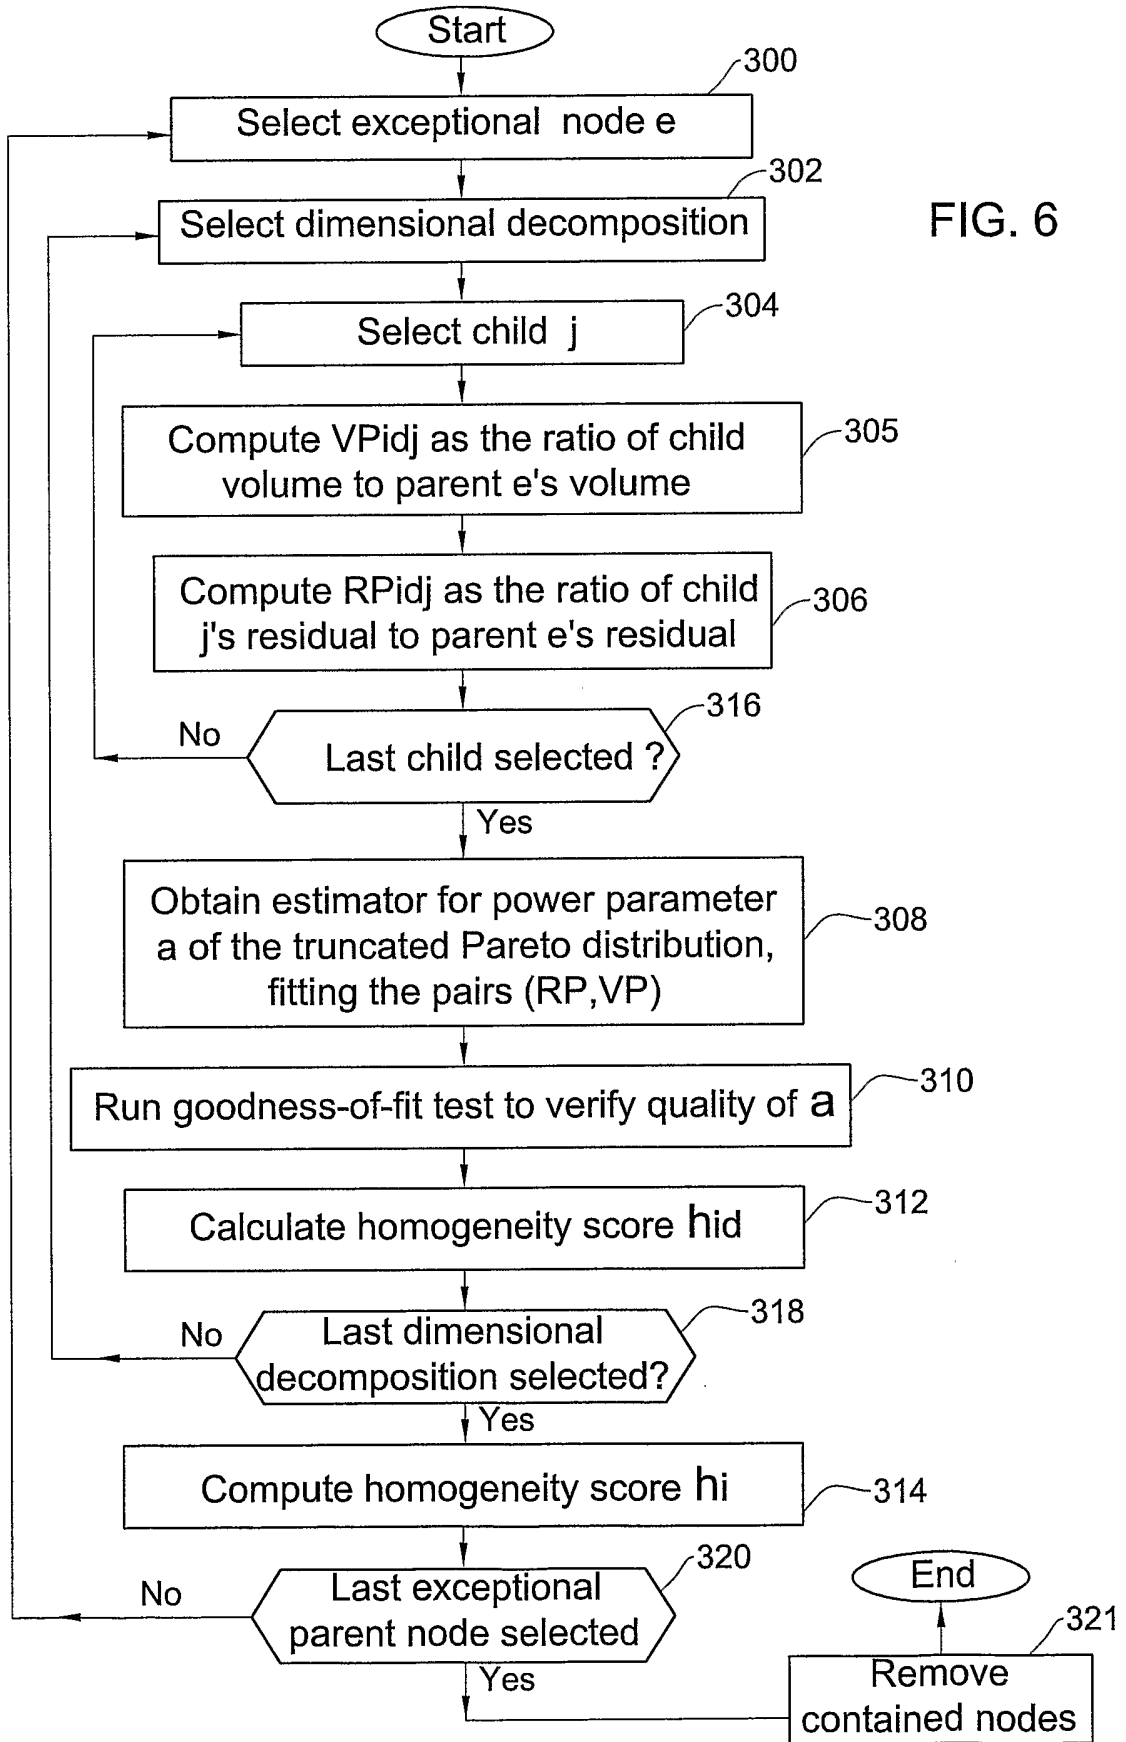 Start
300
Select exceptional node e
302
Select dimensional decomposition
FIG. 6
304
Select child j
305
Compute VPidj as the ratio of child
volume to parent e's volume
306
Compute RPidj as the ratio of child
j's residual to parent e's residual
316
No
Last child selected ?
Yes
308
Obtain estimator for power parameter
a of the truncated Pareto distribution,
fitting the pairs (RP,VP)
310
Run goodness-of-fit test to verify quality of a
312
Calculate homogeneity score hid
318
No
Last dimensional
decomposition selected?
Yes
Compute homogeneity score hi
314
320
No
Last exceptional
parent node selected
Yes
End
321
Remove
contained nodes